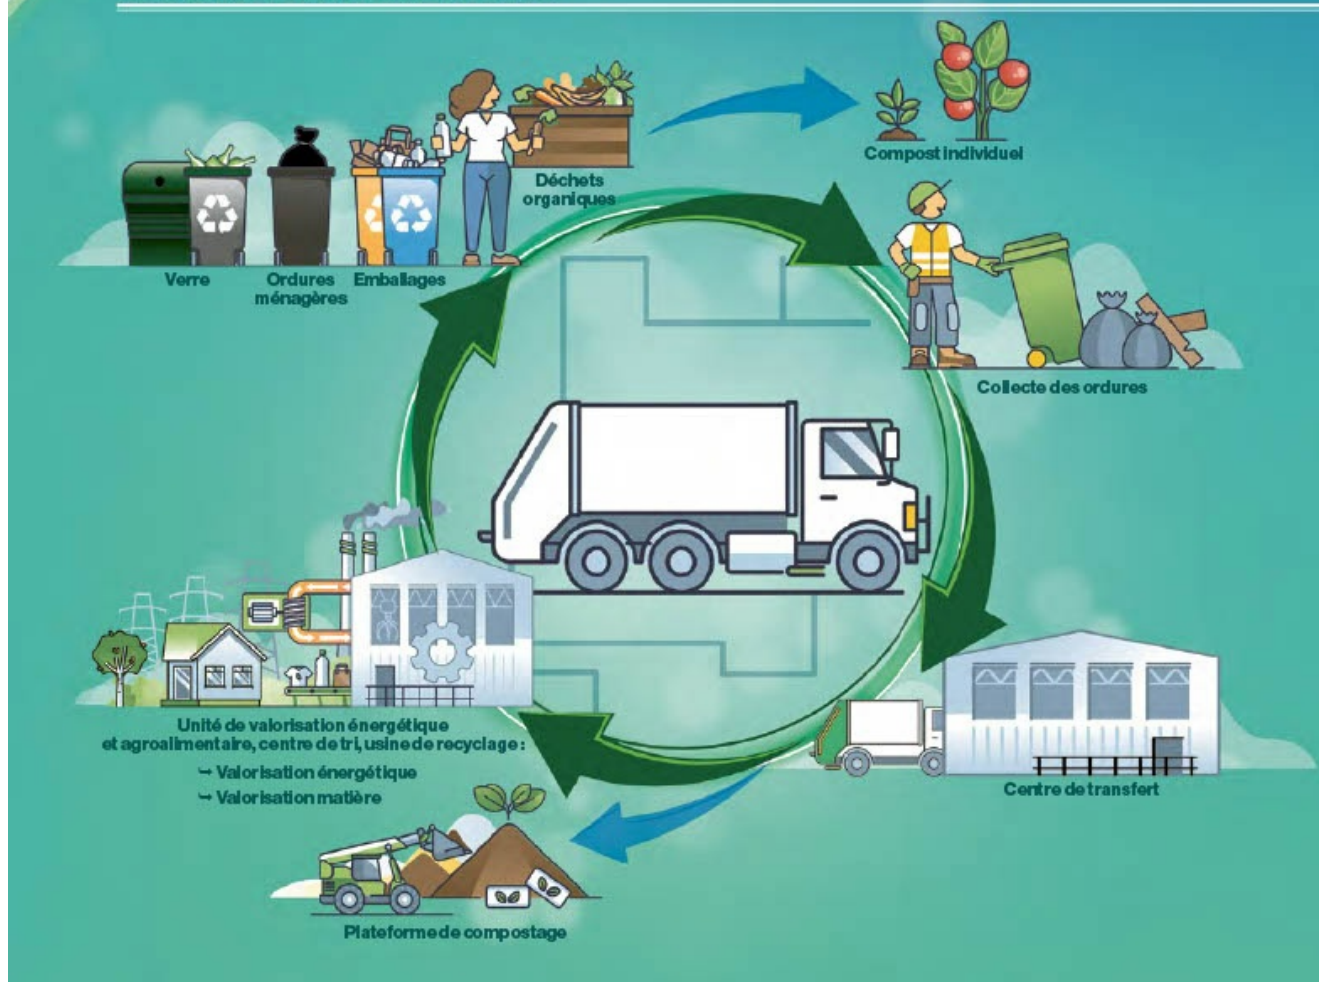 Compost individuel
Déchets
organiques
Verre
Ordures
ménagères
Emballages
Collecte des ordures
Unité de valorisation énergétique
et agroalimentaire, centre de tri, usine de recyclage :
→ Valorisation énergétique
→ Valorisation matière
Centre de transfert
Plateforme de compostage